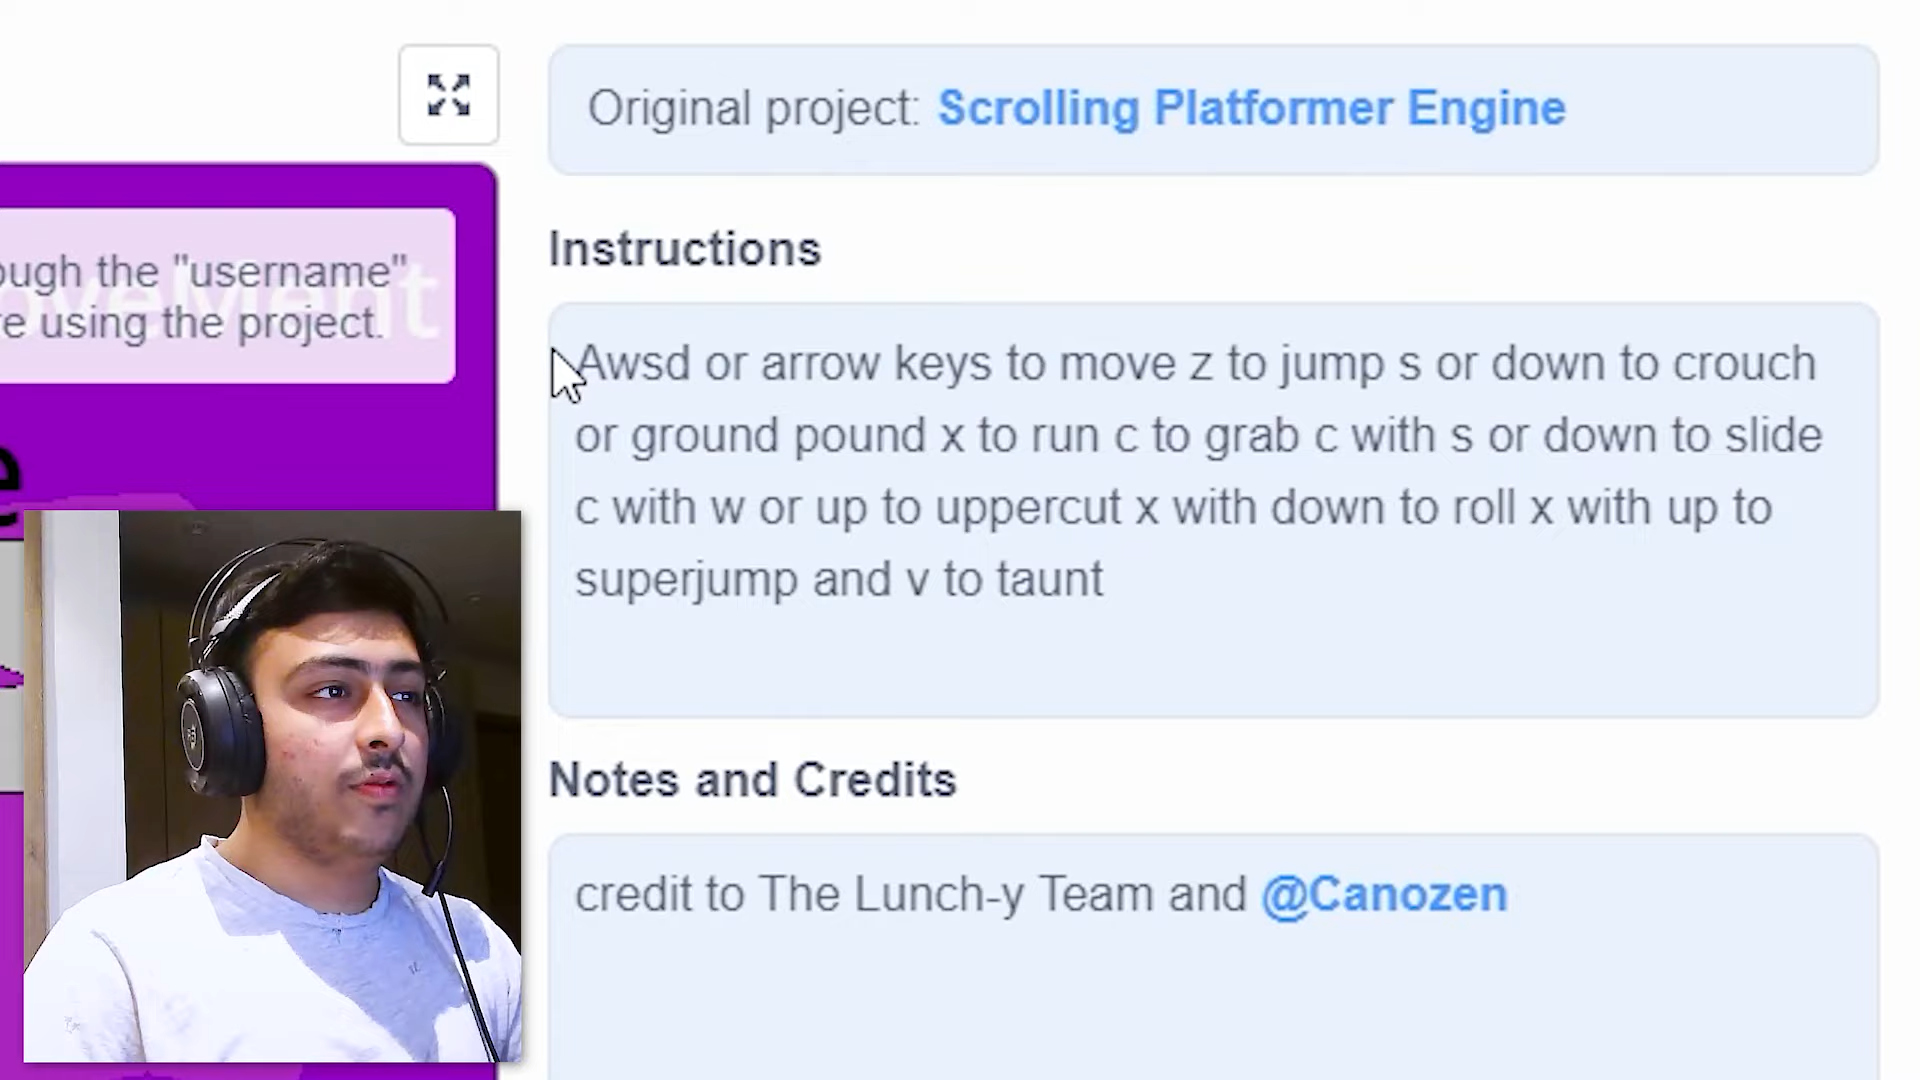 Original project: Scrolling Platformer Engine
ough the "username"
e using the project.
Instructions
Awsd or arrow keys to move z to jump s or down to crouch
or ground pound x to run c to grab c with s or down to slide
c with w or up to uppercut x with down to roll x with up to
superjump and v to taunt
Notes and Credits
credit to The Lunch-y Team and @Canozen